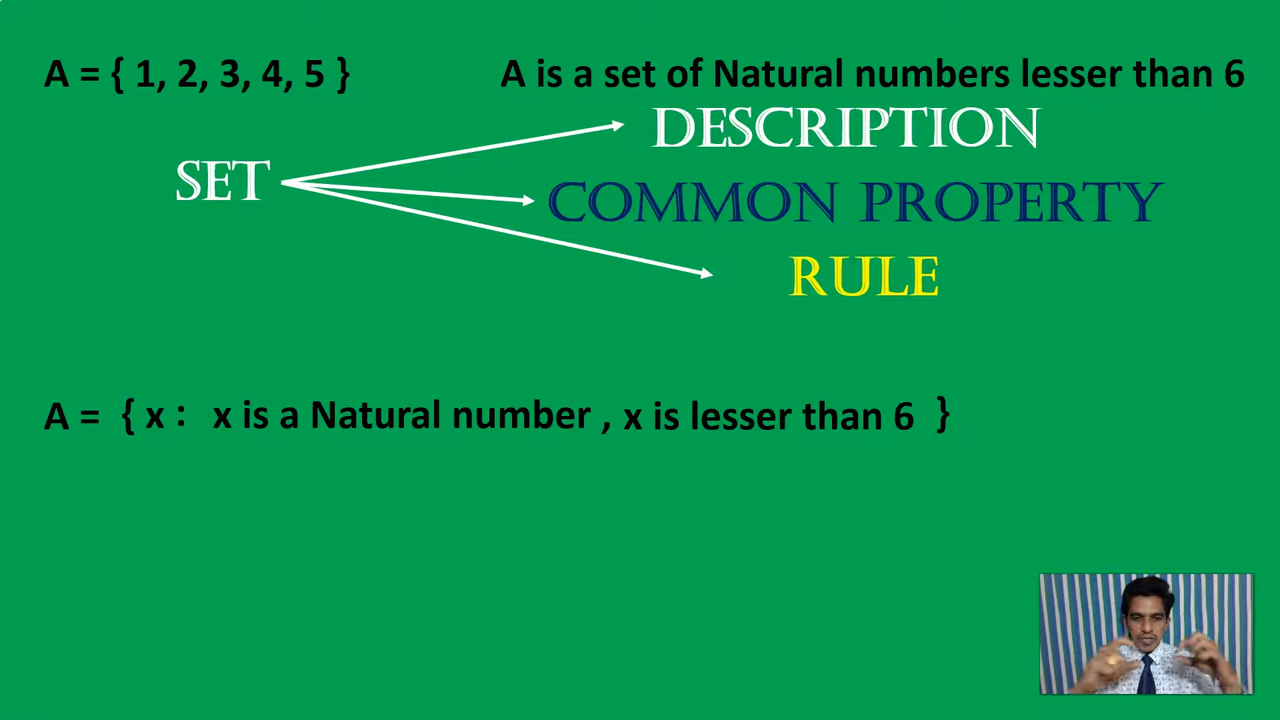 A = { 1, 2, 3, 4, 5 } A is a set of Natural numbers lesser than 6
DESCRIPTION
SET
COMMON PROPERTY
RULE
A = { x : x is a Natural number , x is lesser than 6 }